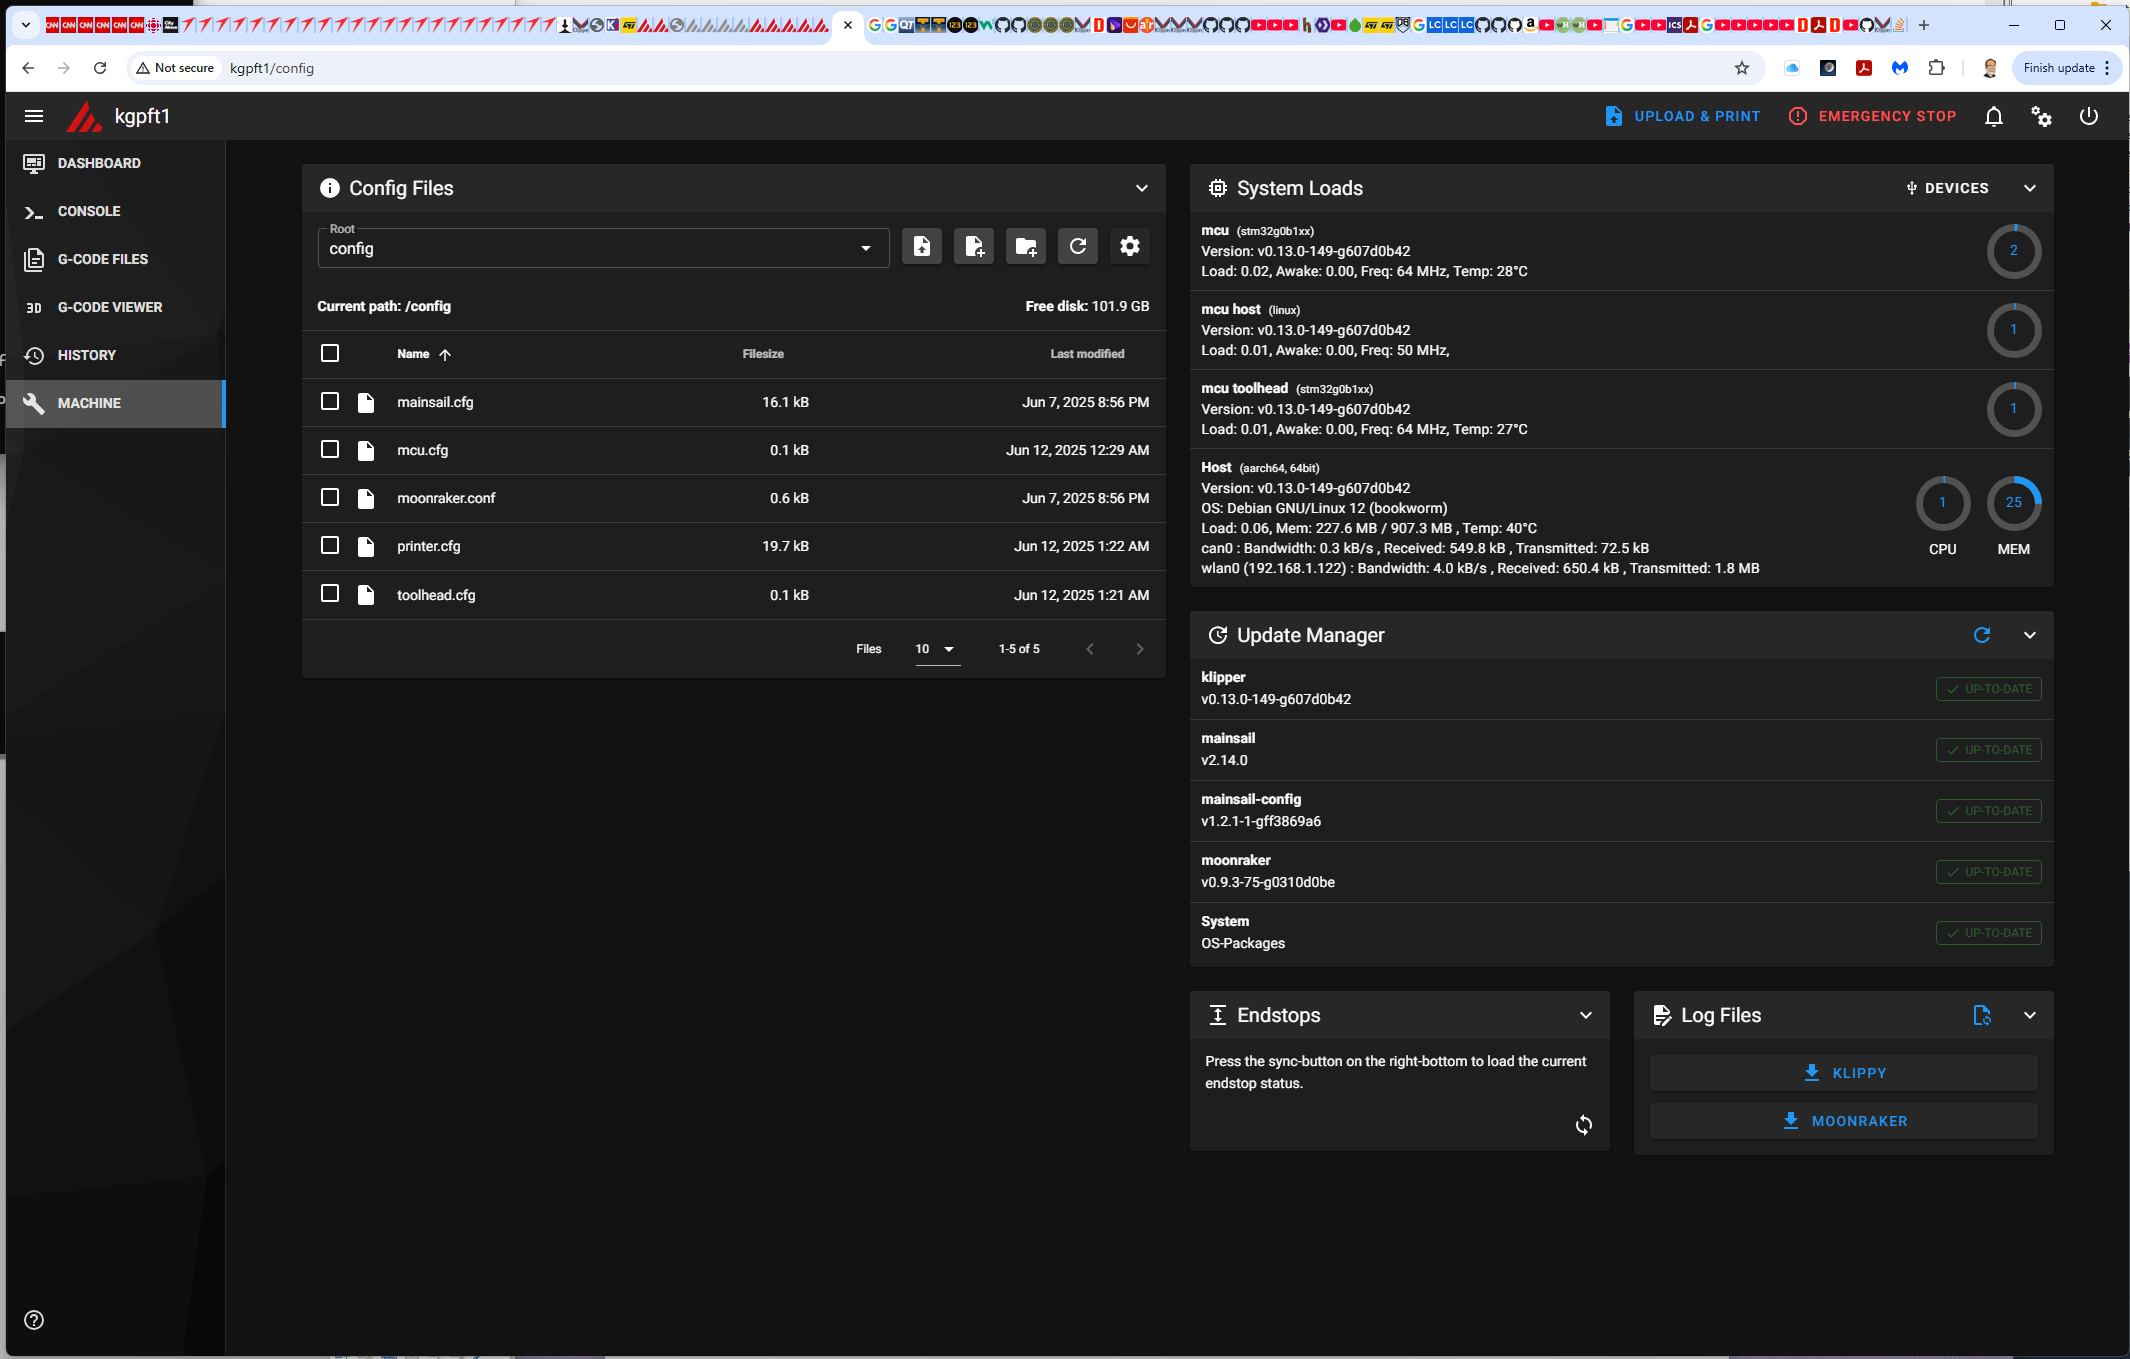 Not secure
kgpft1/config
Finish update
kgpft1
UPLOAD & PRINT
EMERGENCY STOP
DASHBOARD
CONSOLE
G-CODE FILES
3D G-CODE VIEWER
HISTORY
MACHINE
Config Files
Root
config
Current path: /config
Free disk: 101.9 GB
Name Filesize Last modified
mainsail.cfg 16.1 kB Jun 7, 2025 8:56 PM
mcu.cfg 0.1 kB Jun 12, 2025 12:29 AM
moonraker.conf 0.6 kB Jun 7, 2025 8:56 PM
printer.cfg 19.7 kB Jun 12, 2025 1:22 AM
toolhead.cfg 0.1 kB Jun 12, 2025 1:21 AM
Files 10 1-5 of 5
System Loads
DEVICES
mcu (stm32g0b1xx)
Version: v0.13.0-149-g607d0b42
Load: 0.02, Awake: 0.00, Freq: 64 MHz, Temp: 28°C
2
mcu host (linux)
Version: v0.13.0-149-g607d0b42
Load: 0.01, Awake: 0.00, Freq: 50 MHz,
1
mcu toolhead (stm32g0b1xx)
Version: v0.13.0-149-g607d0b42
Load: 0.01, Awake: 0.00, Freq: 64 MHz, Temp: 27°C
1
Host (aarch64, 64bit)
Version: v0.13.0-149-g607d0b42
OS: Debian GNU/Linux 12 (bookworm)
Load: 0.06, Mem: 227.6 MB / 907.3 MB , Temp: 40°C
can0 : Bandwidth: 0.3 kB/s , Received: 549.8 kB , Transmitted: 72.5 kB
wlan0 (192.168.1.122) : Bandwidth: 4.0 kB/s , Received: 650.4 kB , Transmitted: 1.8 MB
1 25
CPU MEM
Update Manager
klipper
v0.13.0-149-g607d0b42
UP-TO-DATE
mainsail
v2.14.0
UP-TO-DATE
mainsail-config
v1.2.1-1-gff3869a6
UP-TO-DATE
moonraker
v0.9.3-75-g0310d0be
UP-TO-DATE
System
OS-Packages
UP-TO-DATE
Endstops
Press the sync-button on the right-bottom to load the current
endstop status.
Log Files
KLIPPY
MOONRAKER